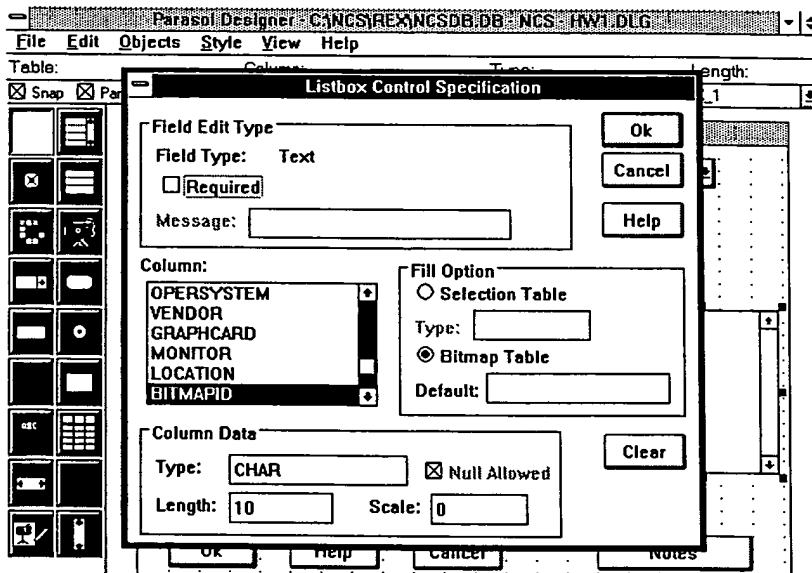 Parasol Designer - C:\NCS\REX\NCSDB.DB - NCS - HW1.DLG
File Edit Objects Style View Help
Table: Column: Type: Length:
Snap
Listbox Control Specification
Field Edit Type
Field Type: Text
Required
Message:
Ok
Cancel
Help
Column:
OPERSYSTEM
VENDOR
GRAPHCARD
MONITOR
LOCATION
BITMAPID
Fill Option
Selection Table
Type:
Bitmap Table
Default:
Column Data
Type: CHAR
Null Allowed
Length: 10 Scale: 0
Clear
Ok Help Cancel Notes